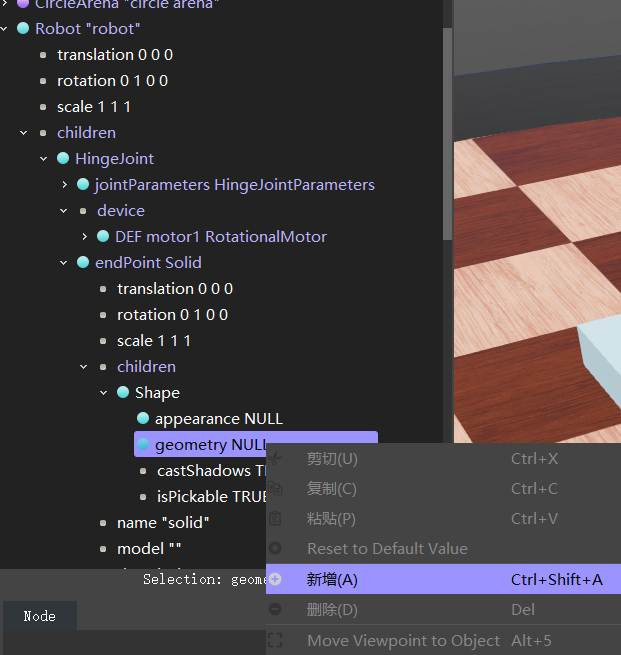 CircleArena "circle arena"
Robot "robot"
translation 0 0 0
rotation 0 1 0 0
scale 1 1 1
children
HingeJoint
jointParameters HingeJointParameters
device
DEF motor1 RotationalMotor
endPoint Solid
translation 0 0 0
rotation 0 1 0 0
scale 1 1 1
children
Shape
appearance NULL
geometry NULL
castShadows
isPickable TRUE
name "solid"
model ""
剪切(U) Ctrl+X
复制(C) Ctrl+C
粘贴(P) Ctrl+V
Reset to Default Value
新增(A) Ctrl+Shift+A
删除(D) Del
Move Viewpoint to Object Alt+5
Selection:
Node